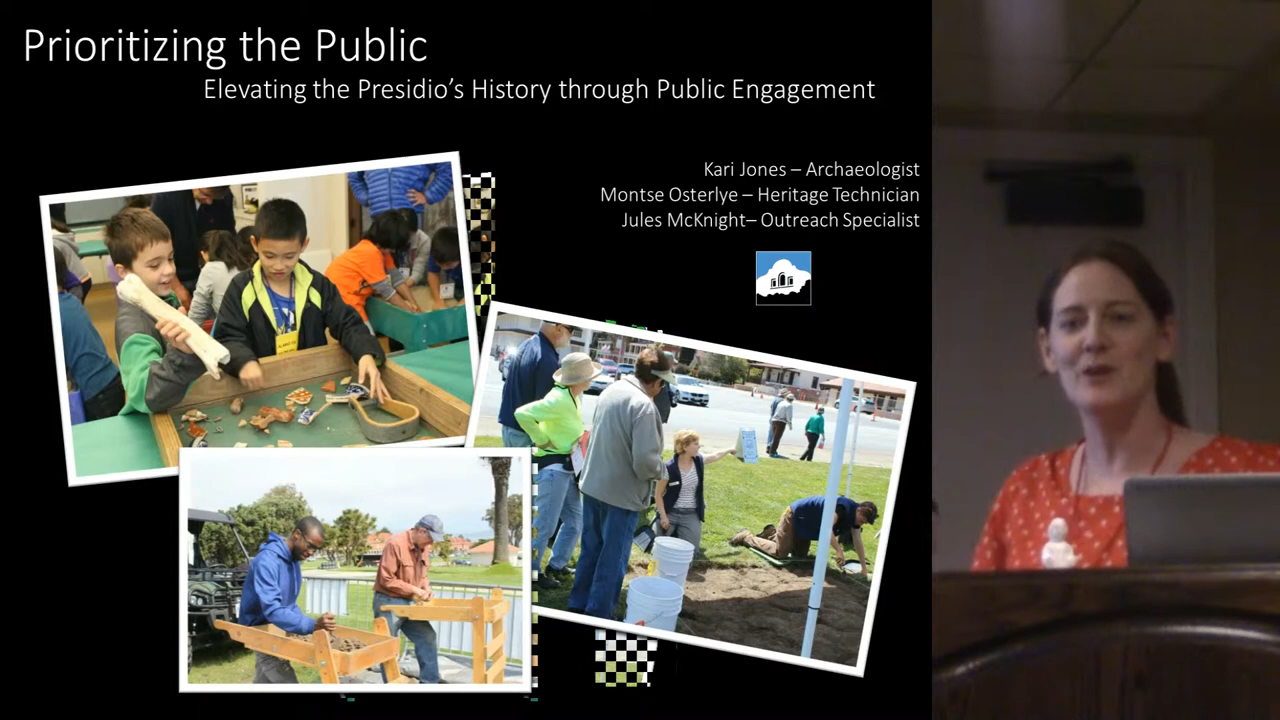 Prioritizing the Public
Elevating the Presidio's History through Public Engagement
Kari Jones – Archaeologist
Montse Osterlye – Heritage Technician
Jules McKnight– Outreach Specialist